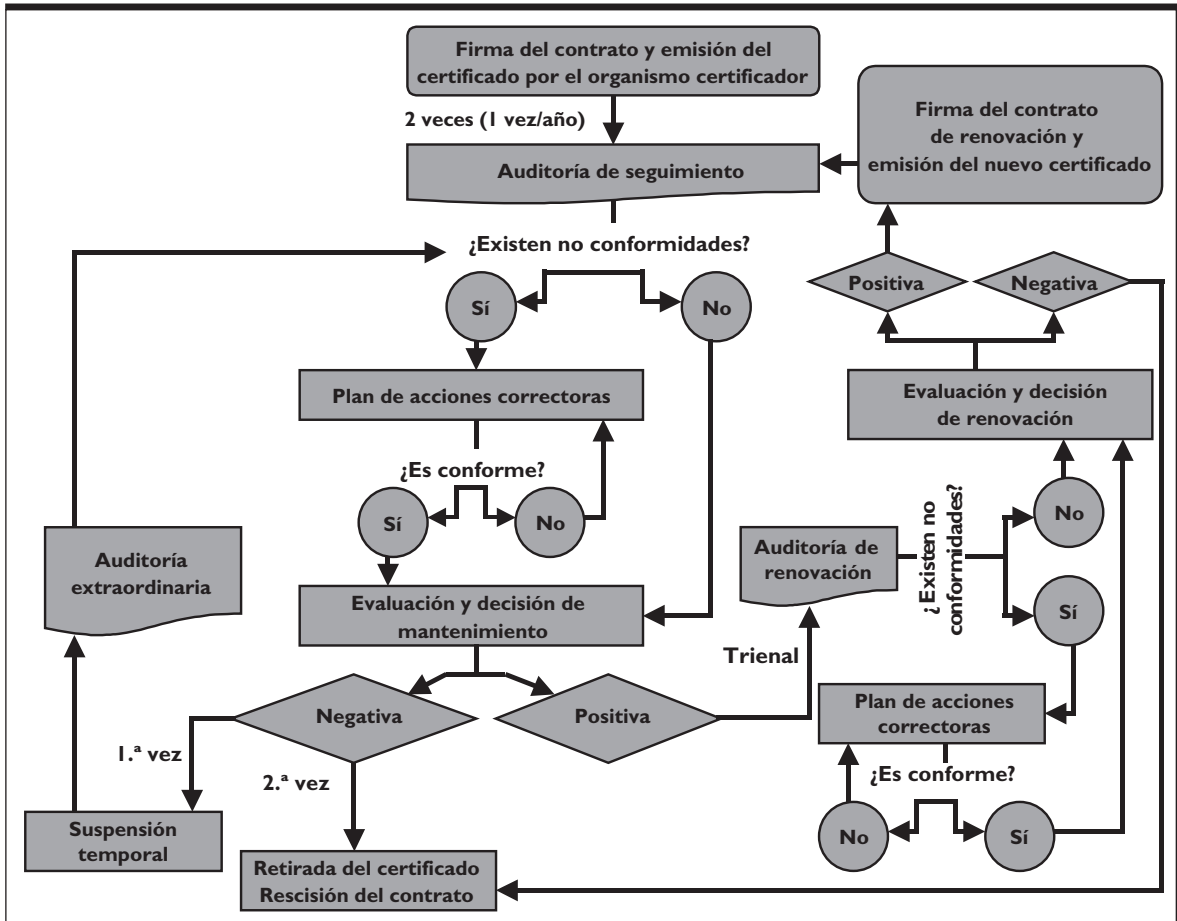 Firma del contrato y emisión del
certificado por el organismo certificador
2 veces (1 vez/año)
Auditoría de seguimiento
Firma del contrato
de renovación y
emisión del nuevo certificado
¿Existen no conformidades?
Sí
No
Positiva
Negativa
Plan de acciones correctoras
Evaluación y decisión
de renovación
¿Es conforme?
Sí
No
Auditoría
extraordinaria
Auditoría de
renovación
¿Existen no
conformidades?
No
Sí
Evaluación y decisión de
mantenimiento
Trienal
Negativa
Positiva
Plan de acciones
correctoras
1.ª vez
2.ª vez
¿Es conforme?
No
Sí
Suspensión
temporal
Retirada del certificado
Rescisión del contrato